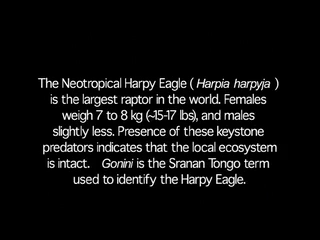 The Neotropical Harpy Eagle ( Harpia harpyja )
is the largest raptor in the world. Females
weigh 7 to 8 kg (~15-17 lbs), and males
slightly less. Presence of these keystone
predators indicates that the local ecosystem
is intact. Gonini is the Sranan Tongo term
used to identify the Harpy Eagle.